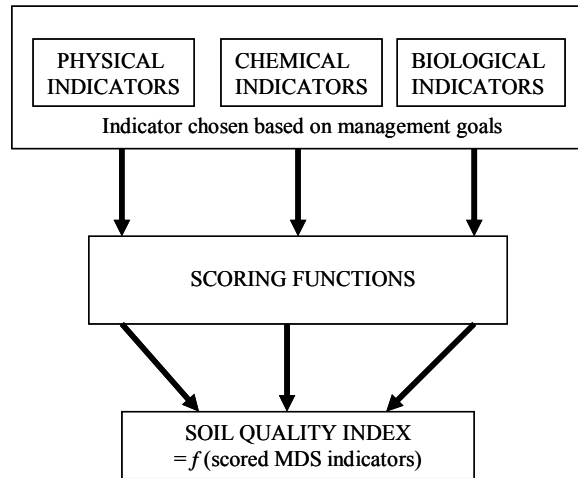 PHYSICAL
INDICATORS
CHEMICAL
INDICATORS
BIOLOGICAL
INDICATORS
Indicator chosen based on management goals
SCORING FUNCTIONS
SOIL QUALITY INDEX
= f (scored MDS indicators)